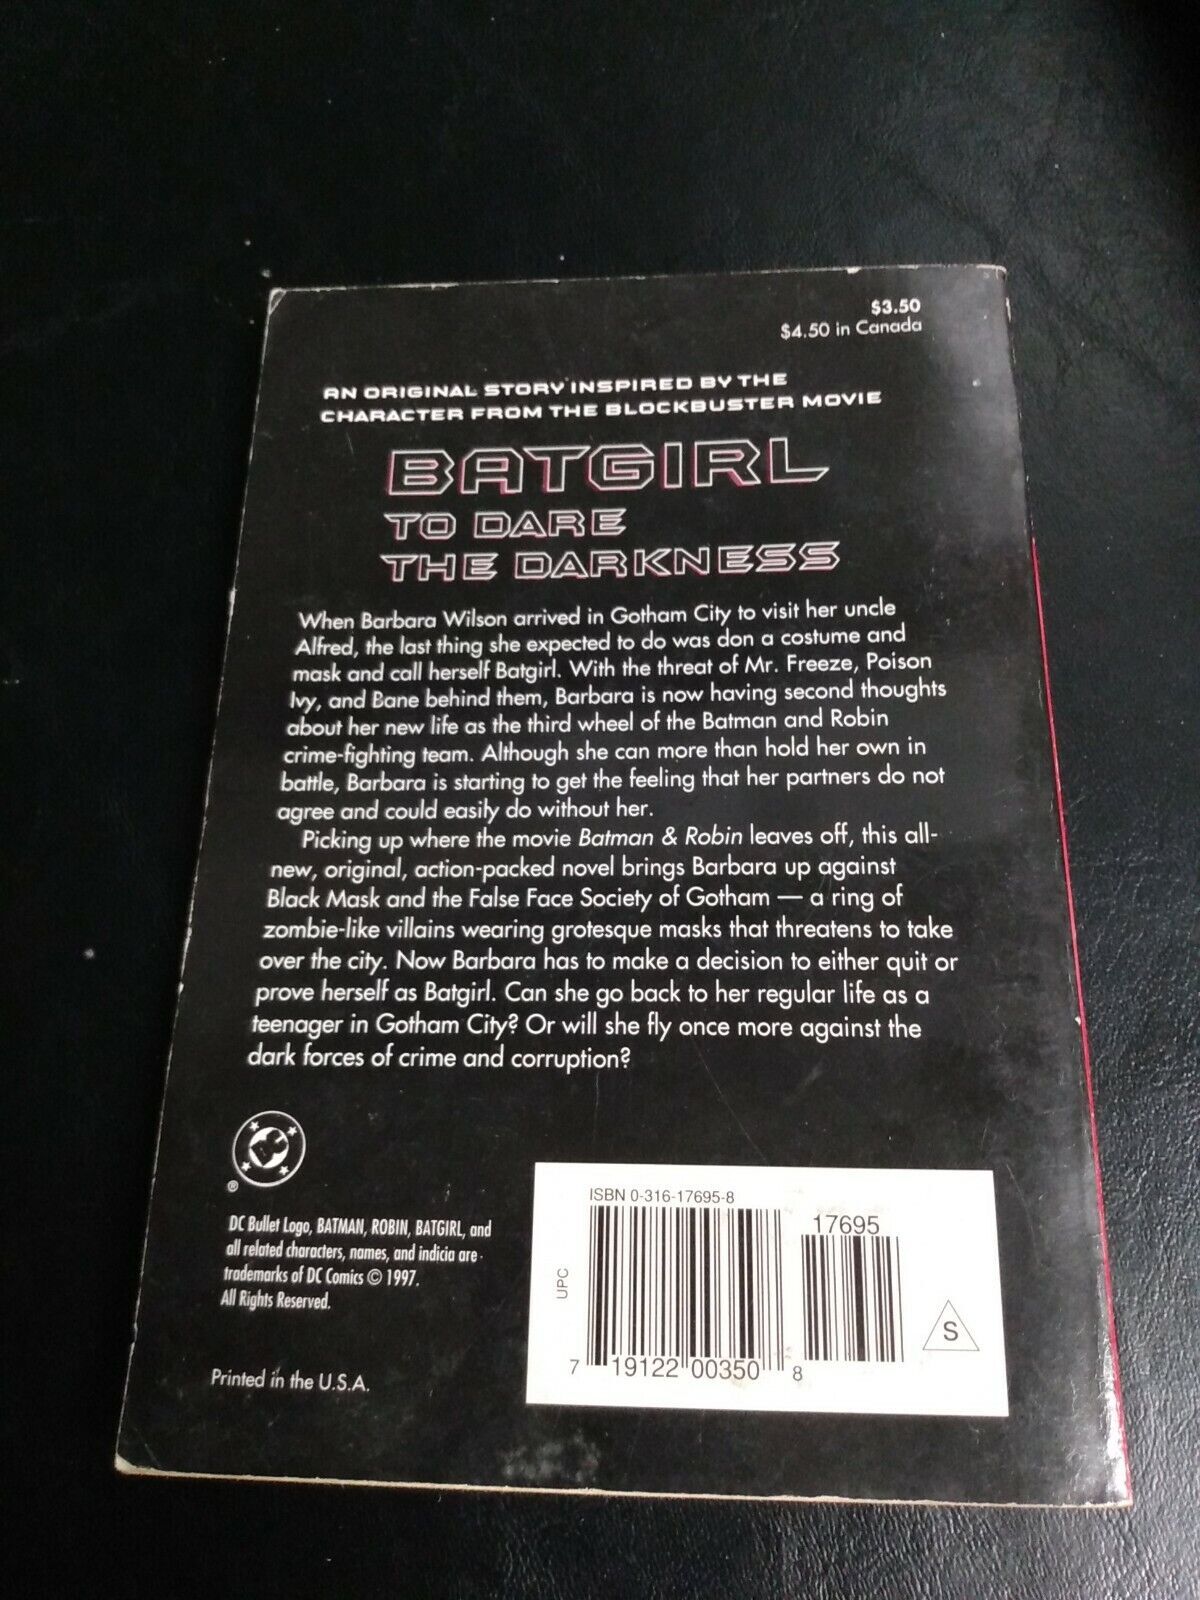 $3.50
$4.50 in Canada
AN ORIGINAL STORY INSPIRED BY THE
CHARACTER FROM THE BLOCKBUSTER MOVIE
BATGIRL
TO DARE
THE DARKNESS
When Barbara Wilson arrived in Gotham City to visit her uncle
Alfred, the last thing she expected to do was don a costume and
mask and call herself Batgirl. With the threat of Mr. Freeze, Poison
Ivy, and Bane behind them, Barbara is now having second thoughts
about her new life as the third wheel of the Batman and Robin
crime-fighting team. Although she can more than hold her own in
battle, Barbara is starting to get the feeling that her partners do not
agree and could easily do without her.
Picking up where the movie Batman & Robin leaves off, this all-
new, original, action-packed novel brings Barbara up against
Black Mask and the False Face Society of Gotham — a ring of
zombie-like villains wearing grotesque masks that threatens to take
over the city. Now Barbara has to make a decision to either quit or
prove herself as Batgirl. Can she go back to her regular life as a
teenager in Gotham City? Or will she fly once more against the
dark forces of crime and corruption?
®
DC Bullet Logo, BATMAN, ROBIN, BATGIRL, and
all related characters, names, and indicia are
trademarks of DC Comics © 1997.
All Rights Reserved.
Printed in the U.S.A.
ISBN 0-316-17695-8
17695
UPC
S
7 19122 00350 8